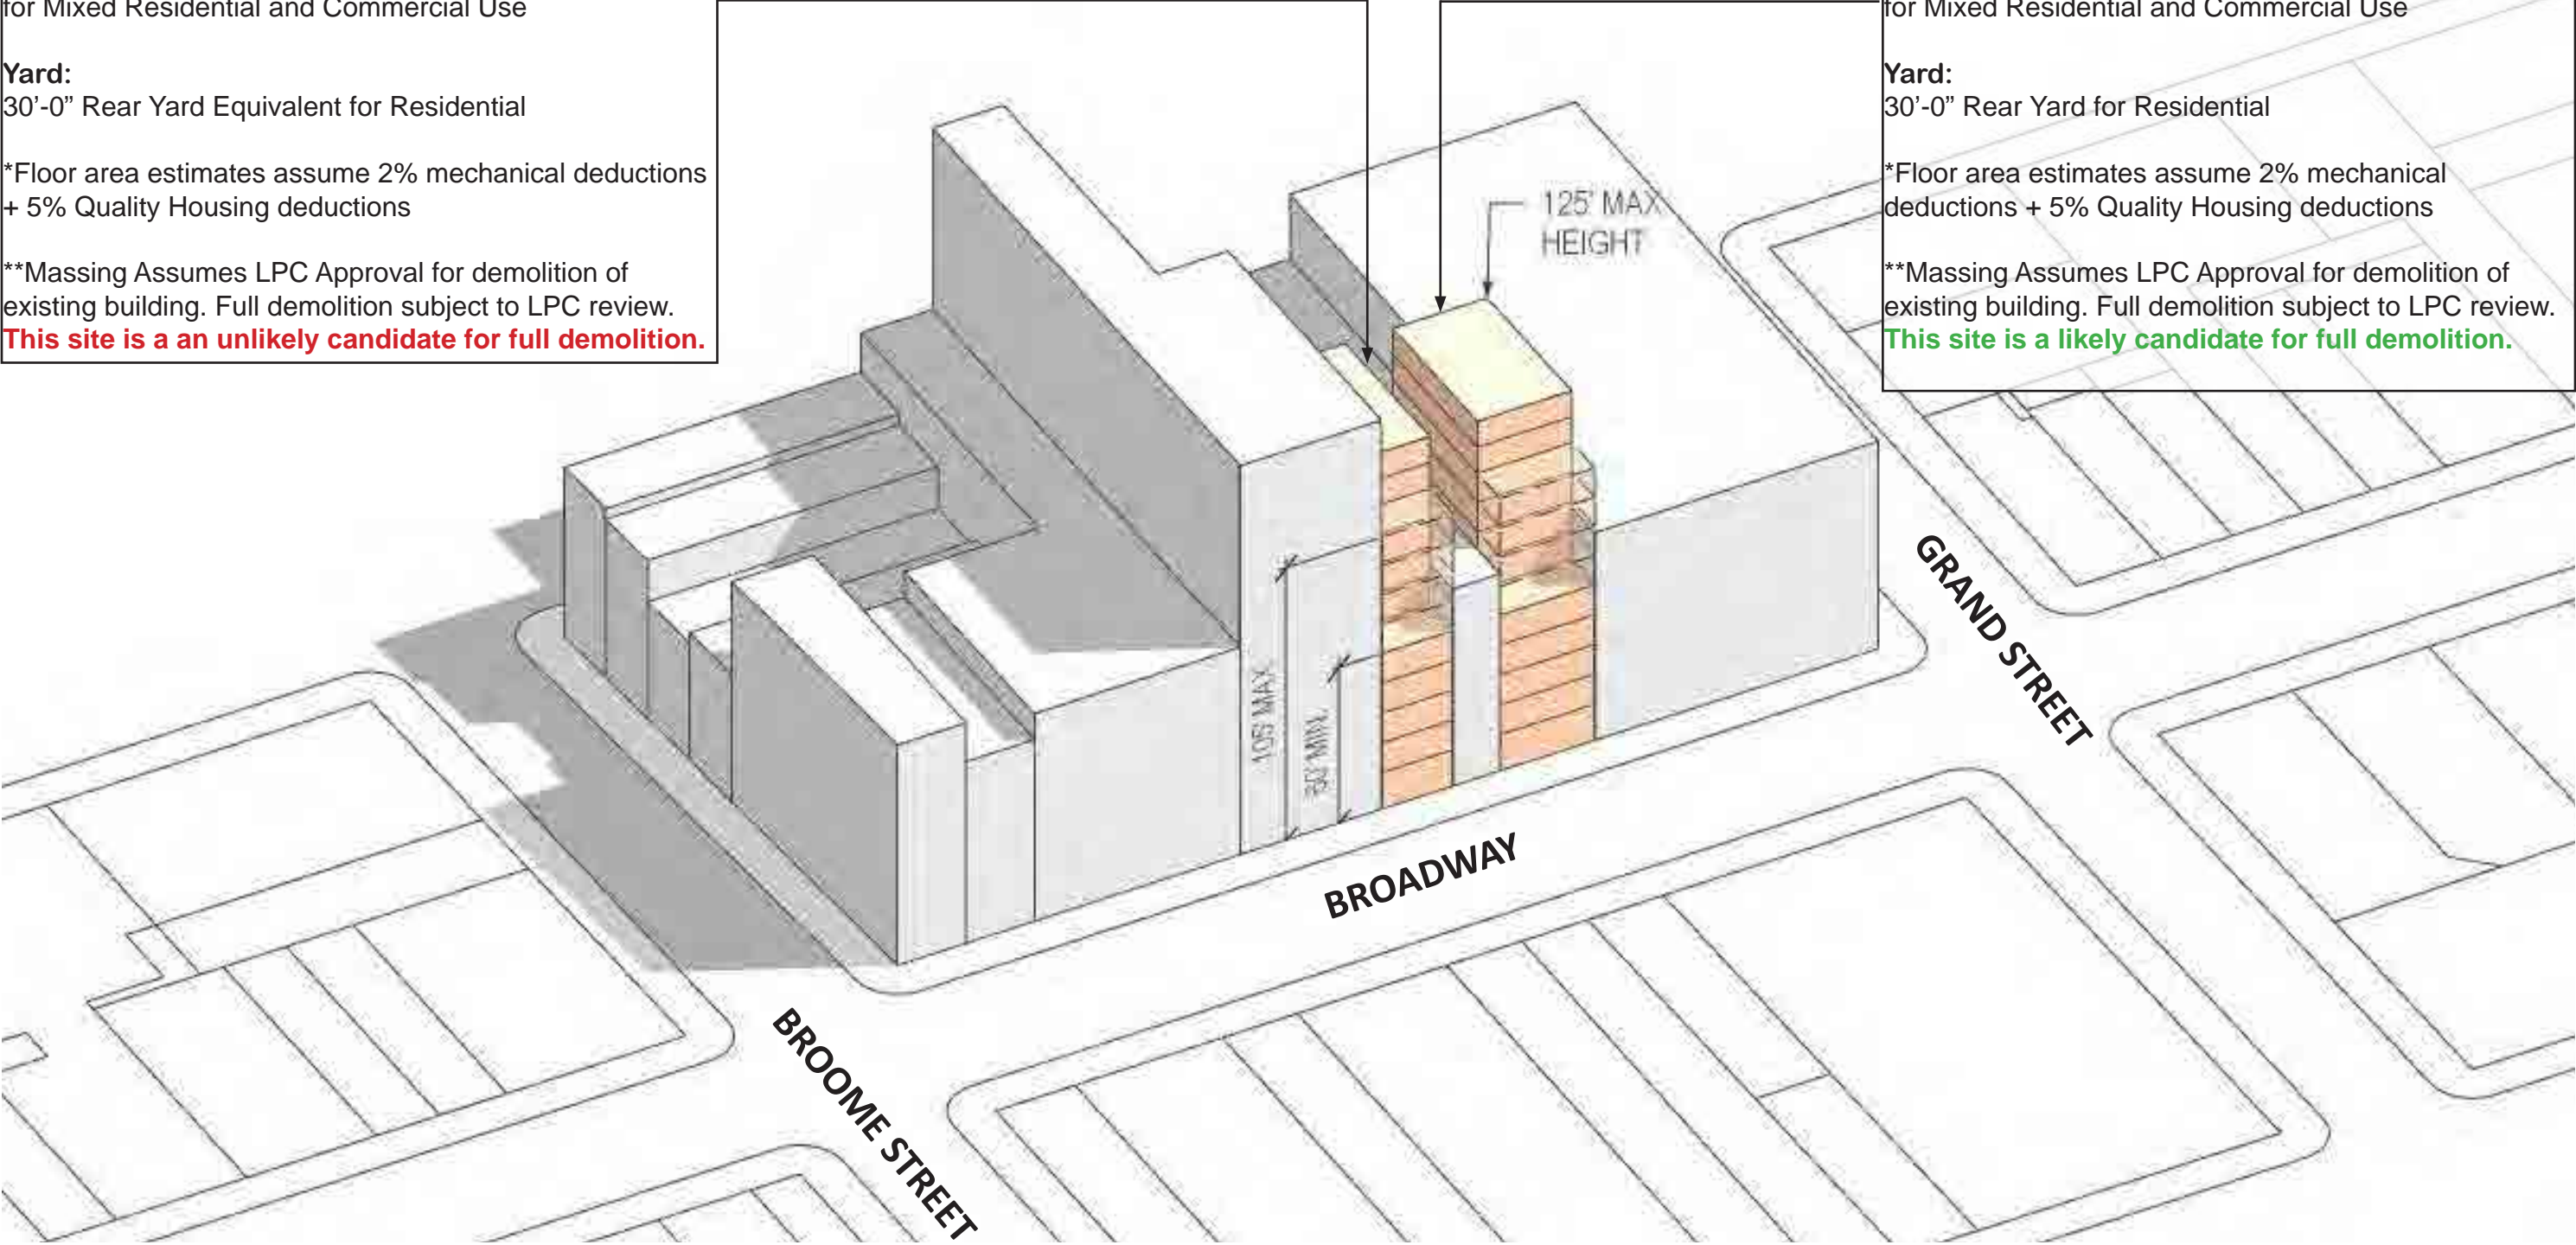 for Mixed Residential and Commercial Use
Yard:
30’-0” Rear Yard Equivalent for Residential
*Floor area estimates assume 2% mechanical deductions
+ 5% Quality Housing deductions
**Massing Assumes LPC Approval for demolition of
existing building. Full demolition subject to LPC review.
This site is a an unlikely candidate for full demolition.
for Mixed Residential and Commercial Use
Yard:
30’-0” Rear Yard for Residential
*Floor area estimates assume 2% mechanical
deductions + 5% Quality Housing deductions
**Massing Assumes LPC Approval for demolition of
existing building. Full demolition subject to LPC review.
This site is a likely candidate for full demolition.
125' MAX
HEIGHT
105' MAX
MIN.
GRAND STREET
BROADWAY
BROOME STREET